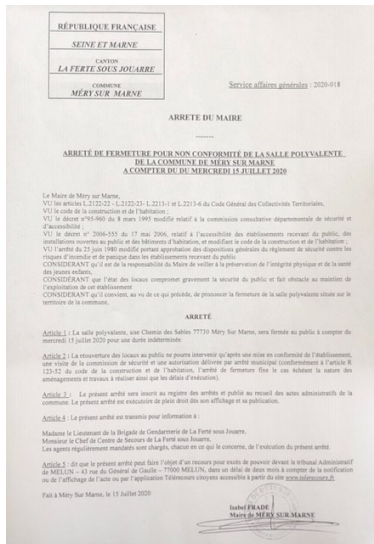 RÉPUBLIQUE FRANÇAISE
SEINE ET MARNE
CANTON
LA FERTE SOUS JOUARRE
COMMUNE
MÉRY SUR MARNE
Service affaires générales : 2020-018
ARRETE DU MAIRE
ARRETÉ DE FERMETURE POUR NON CONFORMITÉ DE LA SALLE POLYVALENTE
DE LA COMMUNE DE MÉRY SUR MARNE
A COMPTER DU DU MERCREDI 15 JUILLET 2020
Le Maire de Méry sur Marne,
VU les articles L.2122-22 - L.2122-23- L.2213-1 et L.2213-6 du Code Général des Collectivités Territoriales,
VU le code de la construction et de l'habitation ;
VU le décret n°95-960 du 8 mars 1995 modifié relatif à la commission consultative départementale de sécurité et
d'accessibilité ;
VU le décret n° 2006-555 du 17 mai 2006, relatif à l'accessibilité des établissements recevant du public, des
installations ouvertes au public et des bâtiments d'habitation, et modifiant le code de la construction et de l'habitation ;
VU l'arrêté du 25 juin 1980 modifié portant approbation des dispositions générales du règlement de sécurité contre les
risques d'incendie et de panique dans les établissements recevant du public
CONSIDERANT qu'il est de la responsabilité du Maire de veiller à la préservation de l'intégrité physique et de la santé
des jeunes enfants,
CONSIDERANT que l'état des locaux compromet gravement la sécurité du public et fait obstacle au maintien de
l'exploitation de cet établissement
CONSIDERANT qu'il convient, au vu de ce qui précède, de prononcer la fermeture de la salle polyvalente située sur le
territoire de la commune,
ARRETÉ
Article 1 : La salle polyvalente, sise Chemin des Sables 77730 Méry Sur Marne, sera fermée au public à compter du
mercredi 15 juillet 2020 pour une durée indéterminée.
Article 2 : La réouverture des locaux au public ne pourra intervenir qu'après une mise en conformité de l'établissement,
une visite de la commission de sécurité et une autorisation délivrée par arrêté municipal (conformément à l'article R
123-52 du code de la construction et de l'habitation, l'arrêté de fermeture fixe le cas échéant la nature des
aménagements et travaux à réaliser ainsi que les délais d'exécution).
Article 3 : Le présent arrêté sera inscrit au registre des arrêtés et publié au recueil des actes administratifs de la
commune. Le présent arrêté est exécutoire de plein droit dès son affichage et sa publication.
Article 4 : Le présent arrêté est transmis pour information à :
Madame le Lieutenant de la Brigade de Gendarmerie de La Ferté sous Jouarre,
Monsieur le Chef de Centre de Secours de La Ferté sous Jouarre,
Les agents régulièrement mandatés sont chargés, chacun en ce qui le concerne, de l'exécution du présent arrêté.
Article 5 : dit que le présent arrêté peut faire l'objet d'un recours pour excès de pouvoir devant le tribunal Administratif
de MELUN – 43 rue du Général de Gaulle – 77000 MELUN, dans un délai de deux mois à compter de la notification
ou de l'affichage de l'acte ou par l'application Télérecours citoyens accessible à partir du site www.telerecours.fr
Fait à Méry Sur Marne, le 15 Juillet 2020
Isabel FRADE
Maire de MÉRY SUR MARNE